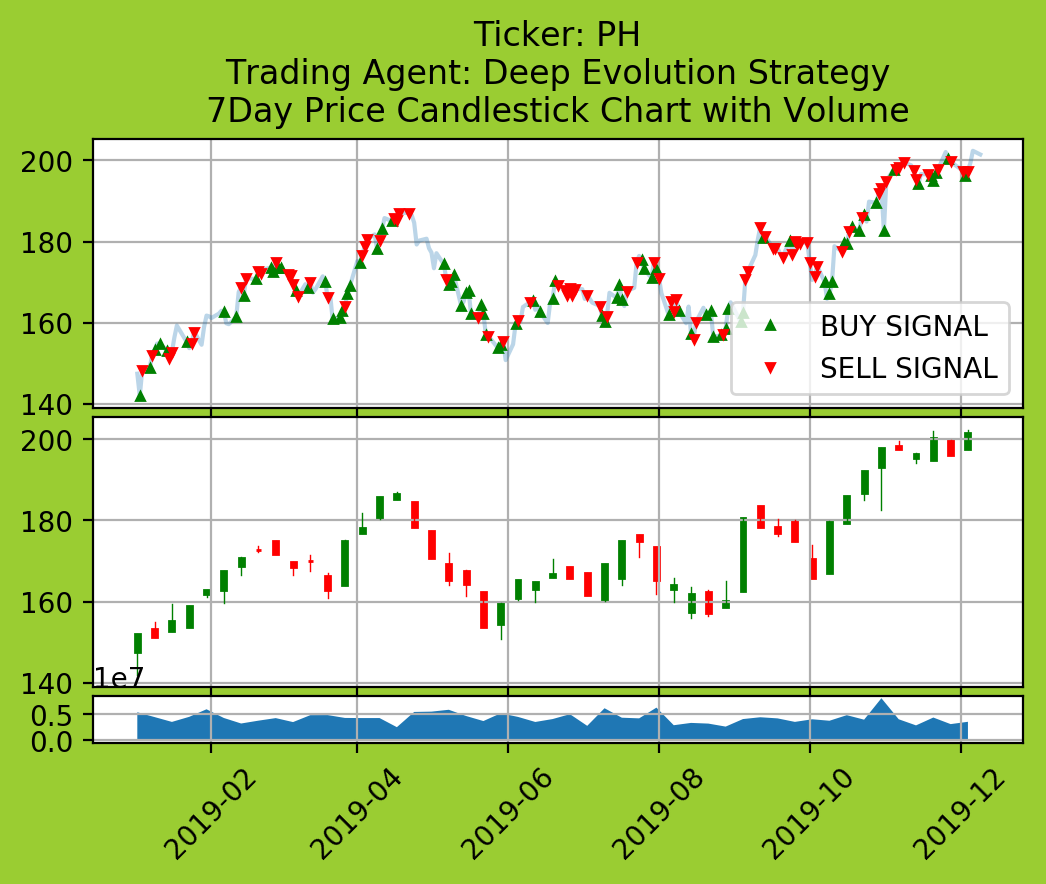 Ticker: PH
Trading Agent: Deep Evolution Strategy
7Day Price Candlestick Chart with Volume
200
180
160
140
BUY SIGNAL
SELL SIGNAL
200
180
160
140
1e7
0.5
0.0
2019-02
2019-04
2019-06
2019-08
2019-10
2019-12